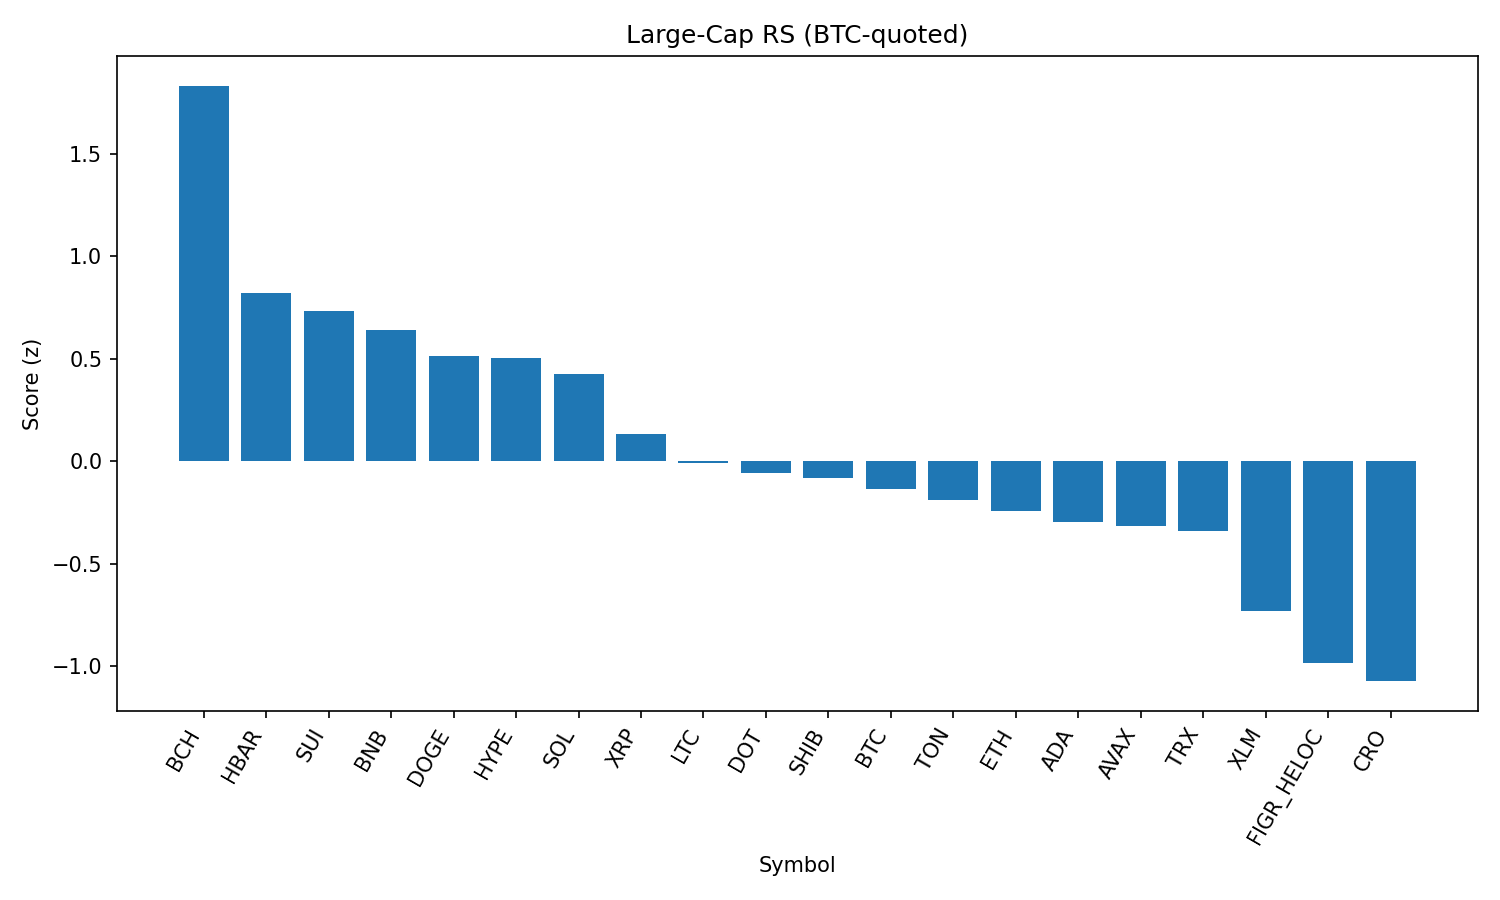 Large-Cap RS (BTC-quoted)
Score (z)
1.5
1.0
0.5
0.0
−0.5
−1.0
BCH
HBAR
SUI
BNB
DOGE
HYPE
SOL
XRP
LTC
DOT
SHIB
BTC
TON
ETH
ADA
AVAX
TRX
XLM
FIGR_HELOC
CRO
Symbol